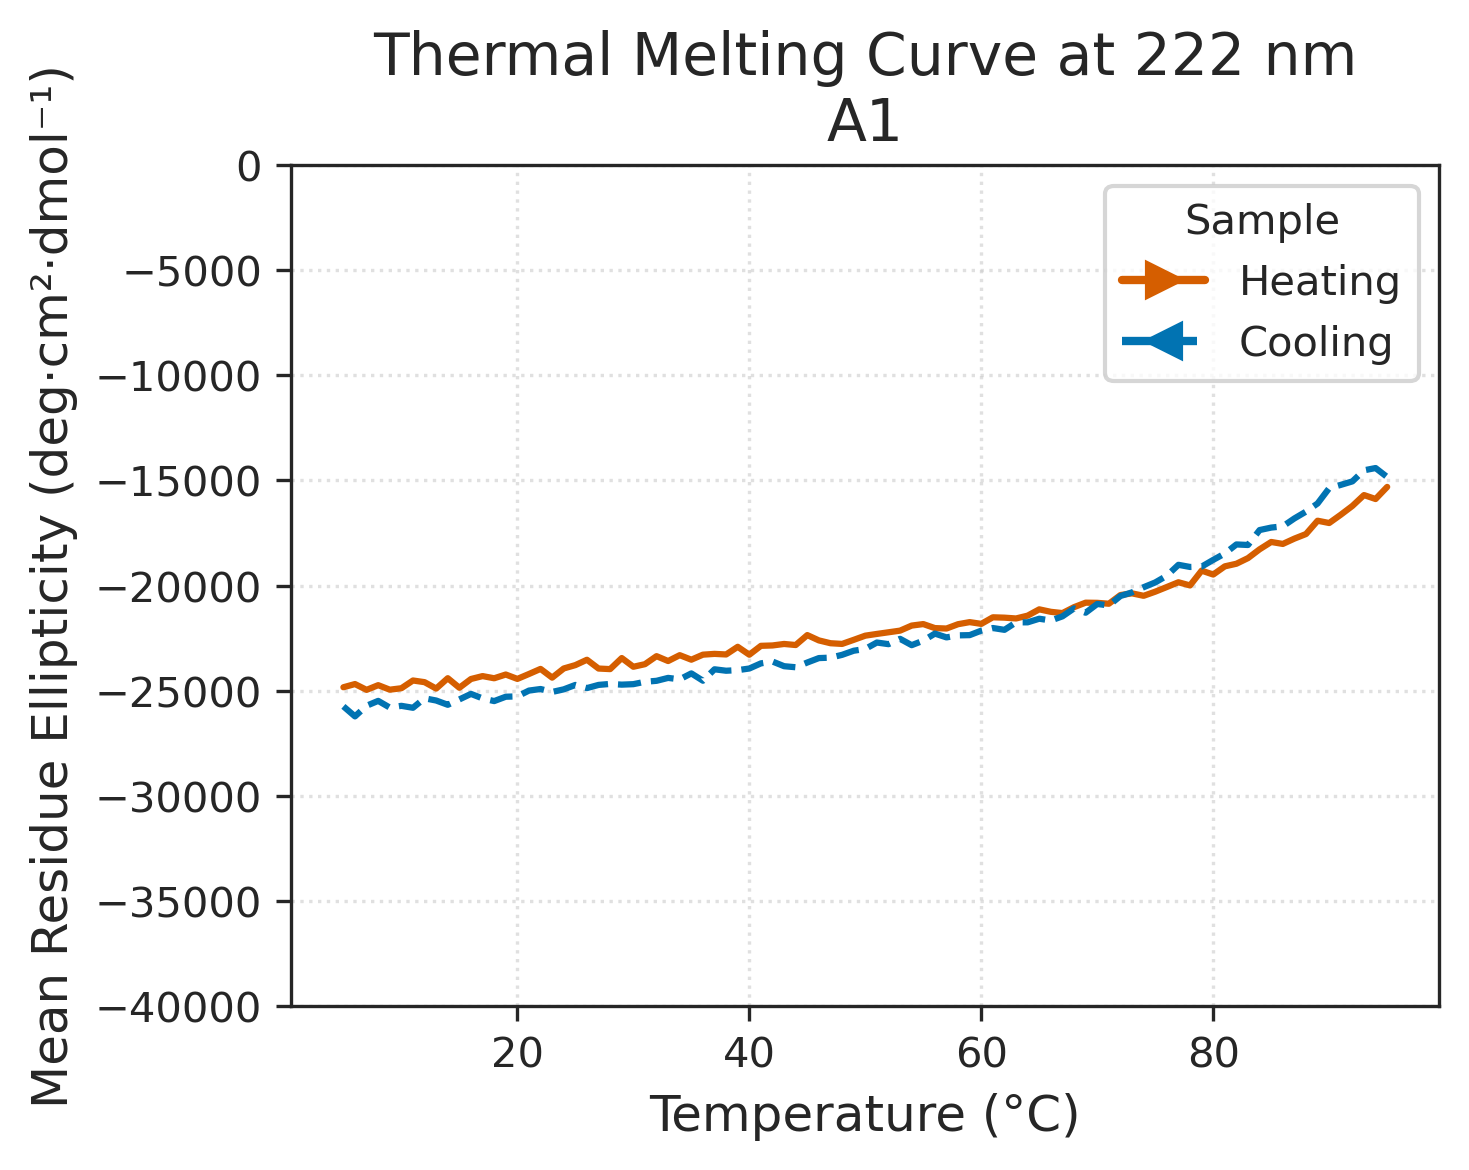 Thermal Melting Curve at 222 nm
A1
Mean Residue Ellipticity (deg·cm²·dmol⁻¹)
0
−5000
−10000
−15000
−20000
−25000
−30000
−35000
−40000
Sample
Heating
Cooling
20
40
60
80
Temperature (°C)